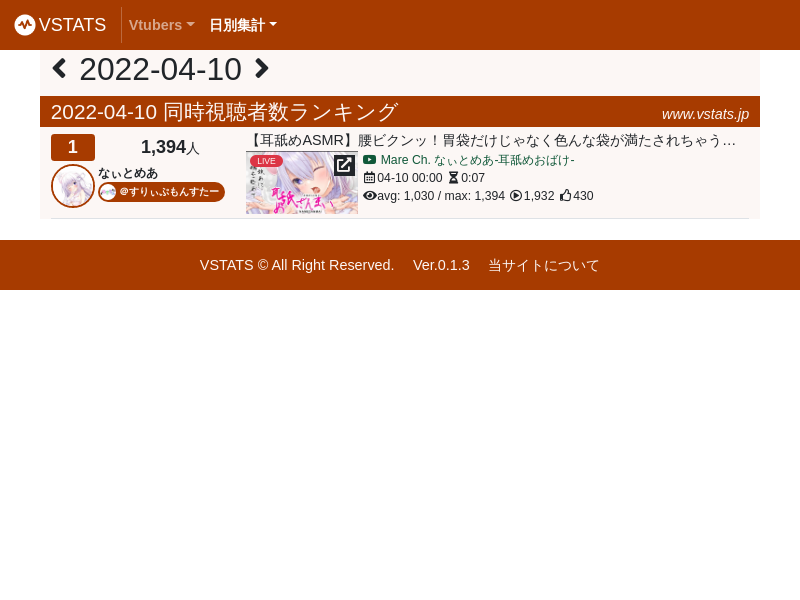 VSTATS Vtubers 日別集計
2022-04-10
2022-04-10 同時視聴者数ランキング www.vstats.jp
1 1,394人
【耳舐めASMR】腰ビクンッ！胃袋だけじゃなく色んな袋が満たされちゃう…
なぃとめあ
@すりぃぷもんすたー
LIVE
Mare Ch. なぃとめあ-耳舐めおばけ-
04-10 00:00 0:07
avg: 1,030 / max: 1,394 1,932 430
VSTATS © All Right Reserved. Ver.0.1.3 当サイトについて